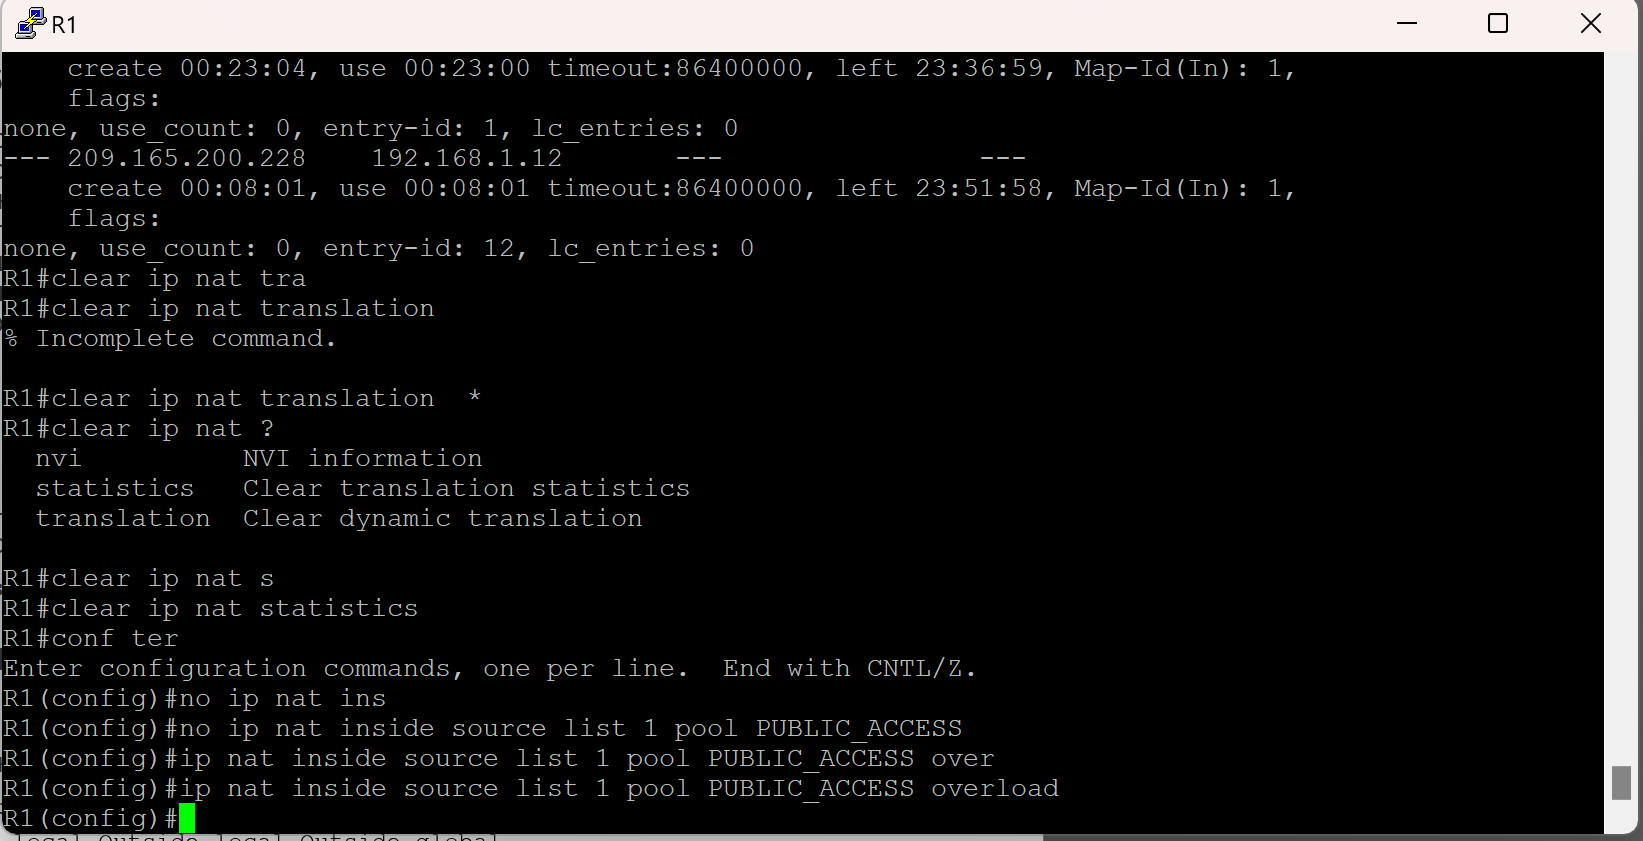 R1
create 00:23:04, use 00:23:00 timeout:86400000, left 23:36:59, Map-Id(In): 1,
flags:
none, use_count: 0, entry-id: 1, lc_entries: 0
--- 209.165.200.228    192.168.1.12       ---                ---
create 00:08:01, use 00:08:01 timeout:86400000, left 23:51:58, Map-Id(In): 1,
flags:
none, use_count: 0, entry-id: 12, lc_entries: 0
R1#clear ip nat tra
R1#clear ip nat translation
% Incomplete command.
R1#clear ip nat translation  *
R1#clear ip nat ?
nvi          NVI information
statistics   Clear translation statistics
translation  Clear dynamic translation
R1#clear ip nat s
R1#clear ip nat statistics
R1#conf ter
Enter configuration commands, one per line.  End with CNTL/Z.
R1(config)#no ip nat ins
R1(config)#no ip nat inside source list 1 pool PUBLIC_ACCESS
R1(config)#ip nat inside source list 1 pool PUBLIC_ACCESS over
R1(config)#ip nat inside source list 1 pool PUBLIC_ACCESS overload
R1(config)#
local Outside local Outside global